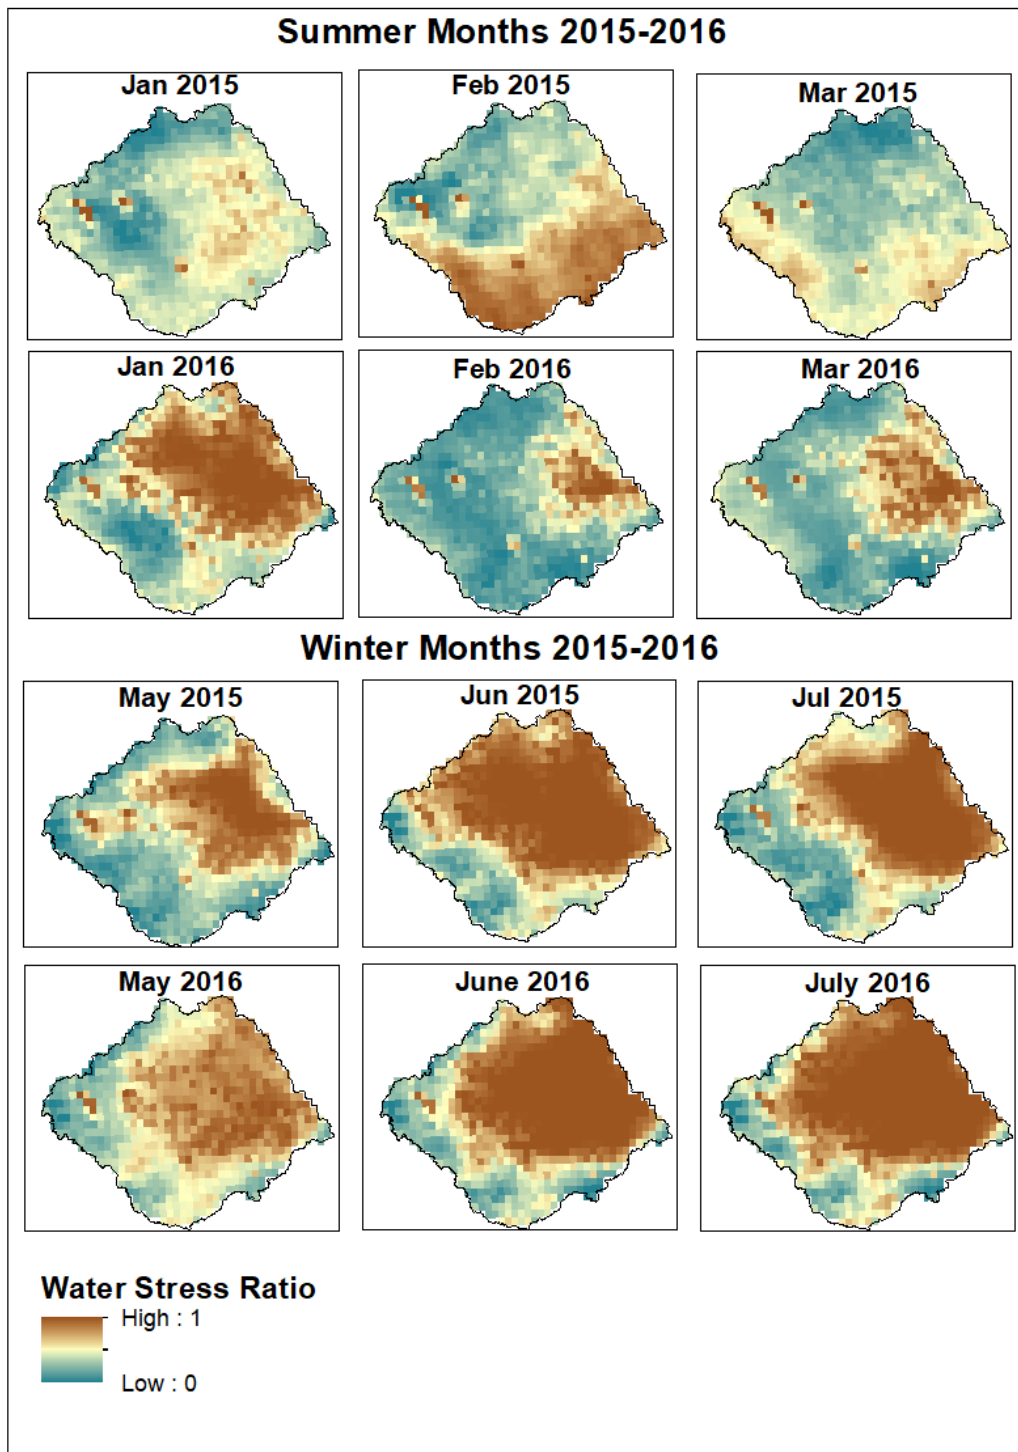 Summer Months 2015-2016
Jan 2015
Feb 2015
Mar 2015
Jan 2016
Feb 2016
Mar 2016
Winter Months 2015-2016
May 2015
Jun 2015
Jul 2015
May 2016
June 2016
July 2016
Water Stress Ratio
High : 1
Low : 0